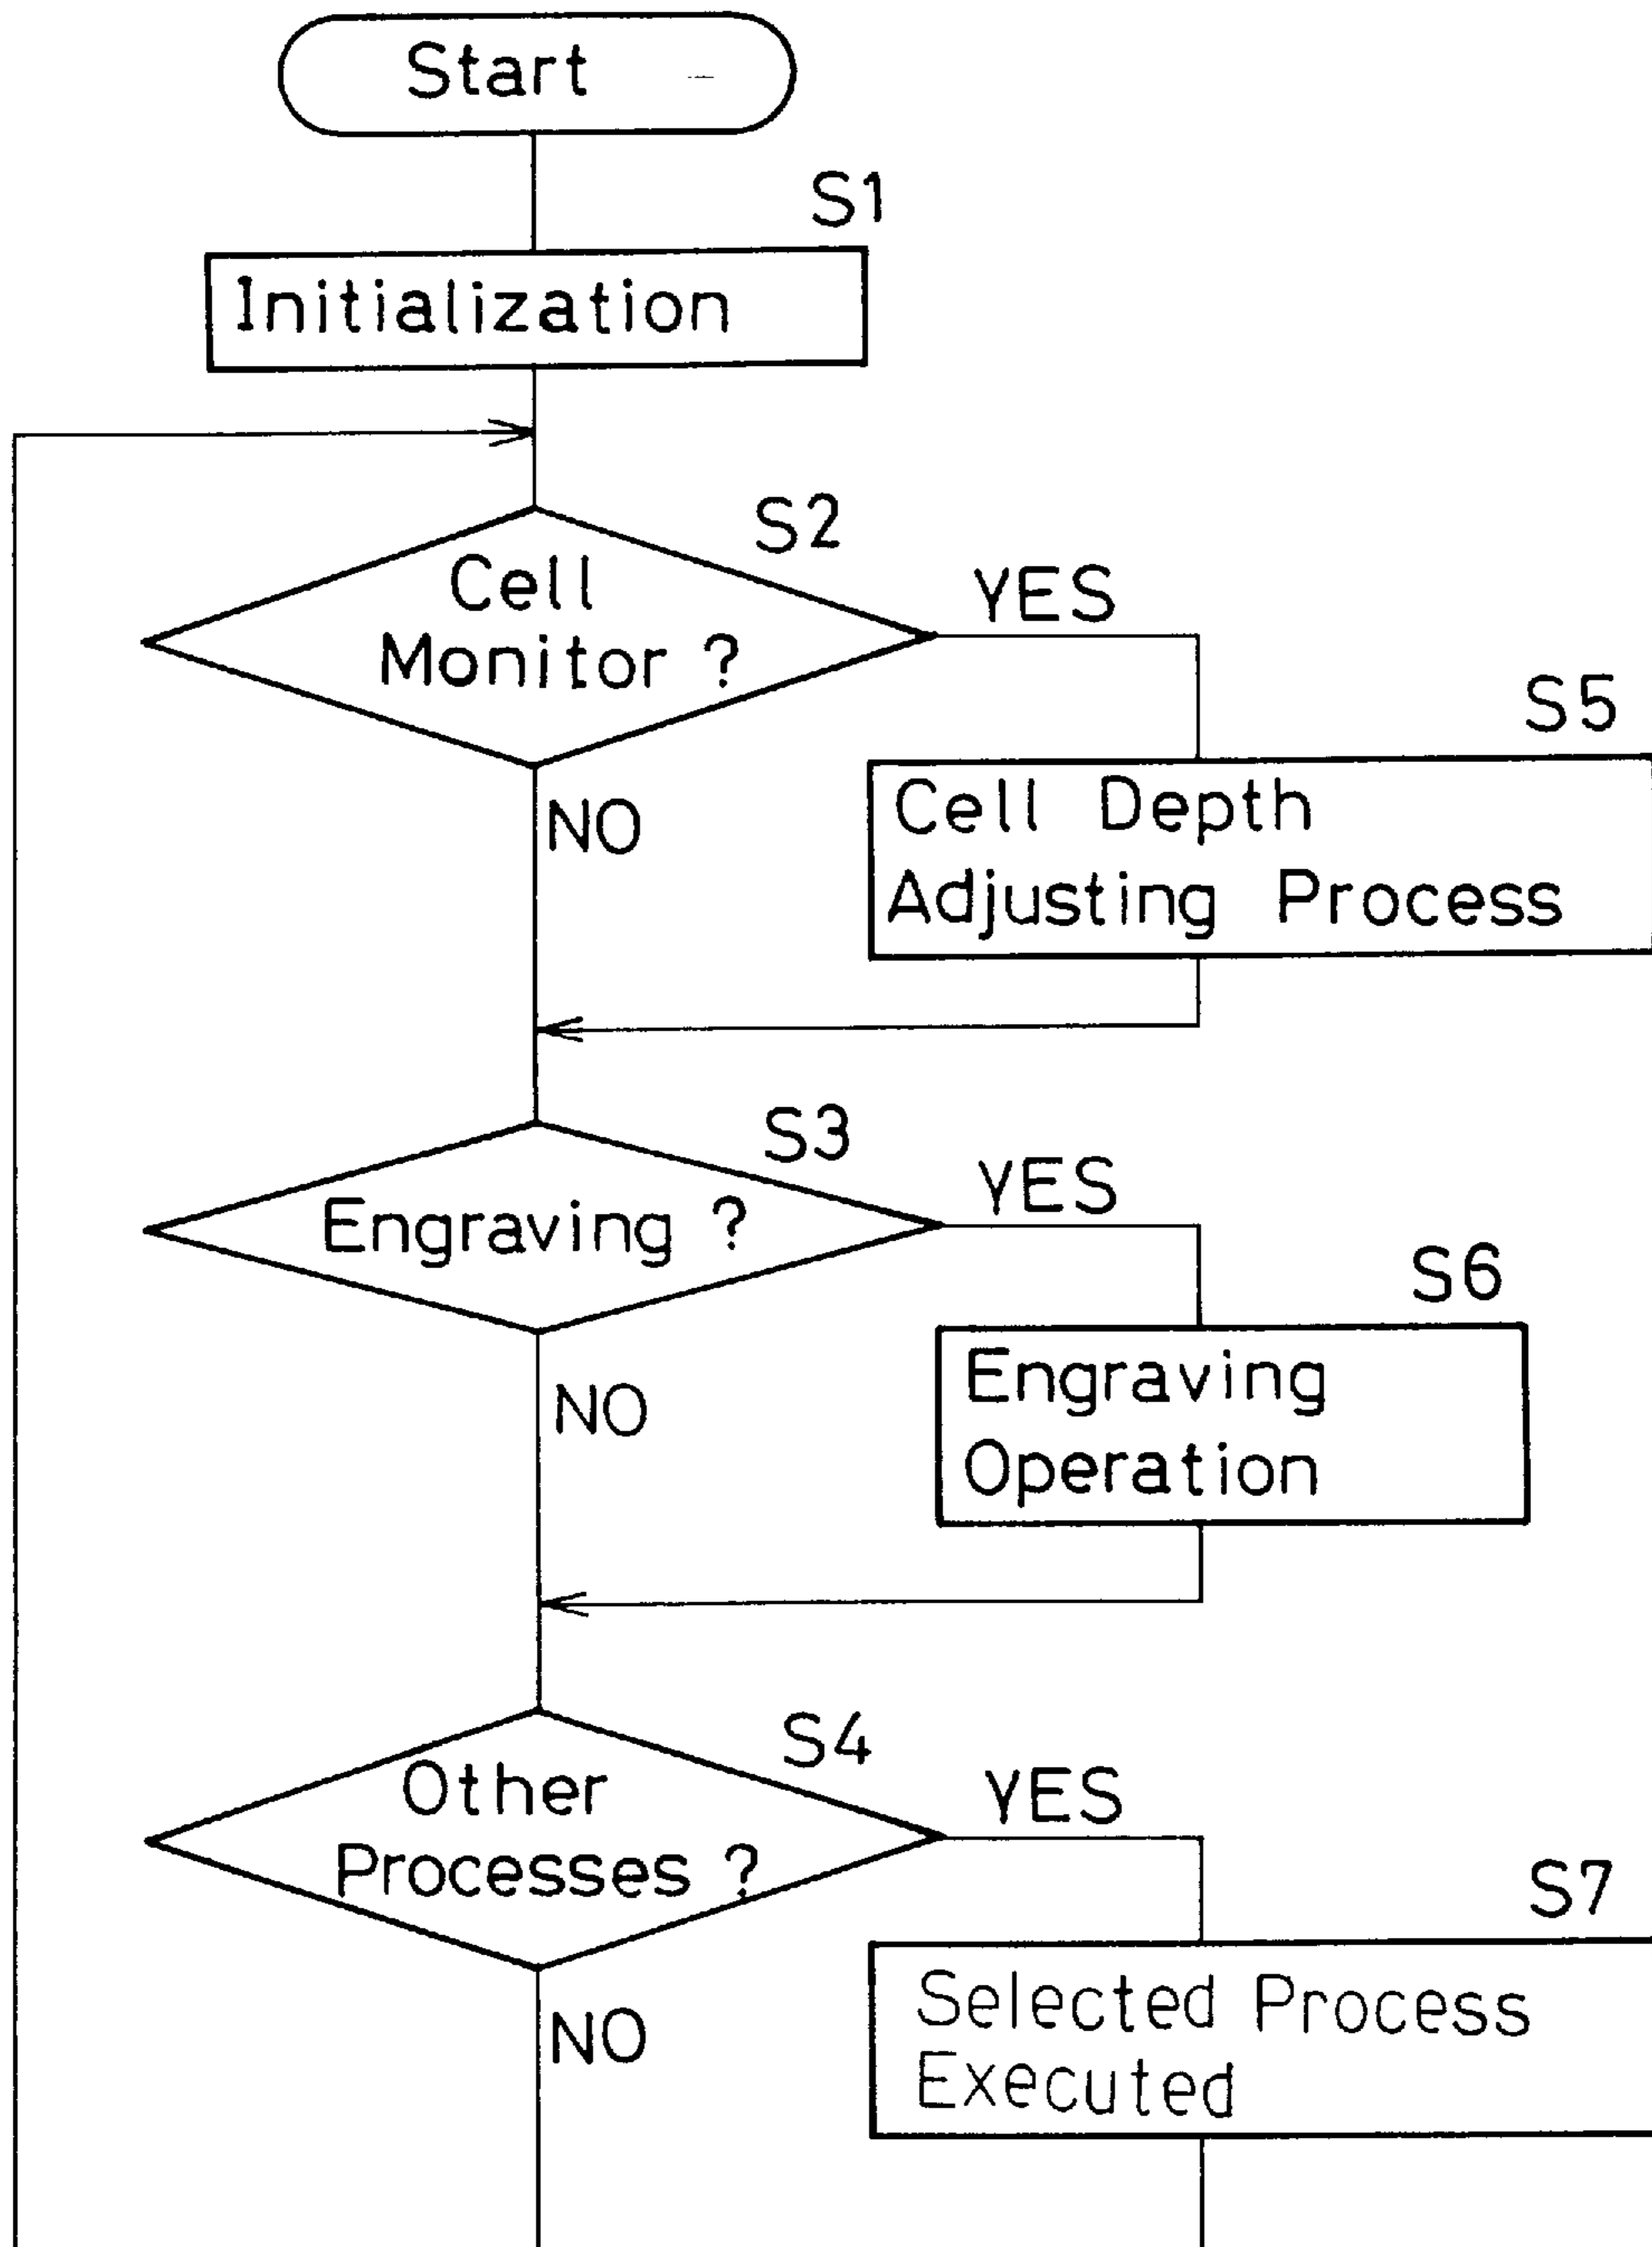 Start
S1
Initialization
S2
Cell
Monitor ?
YES
S5
Cell Depth
Adjusting Process
NO
S3
Engraving ?
YES
S6
Engraving
Operation
NO
S4
Other
Processes ?
YES
S7
Selected Process
Executed
NO